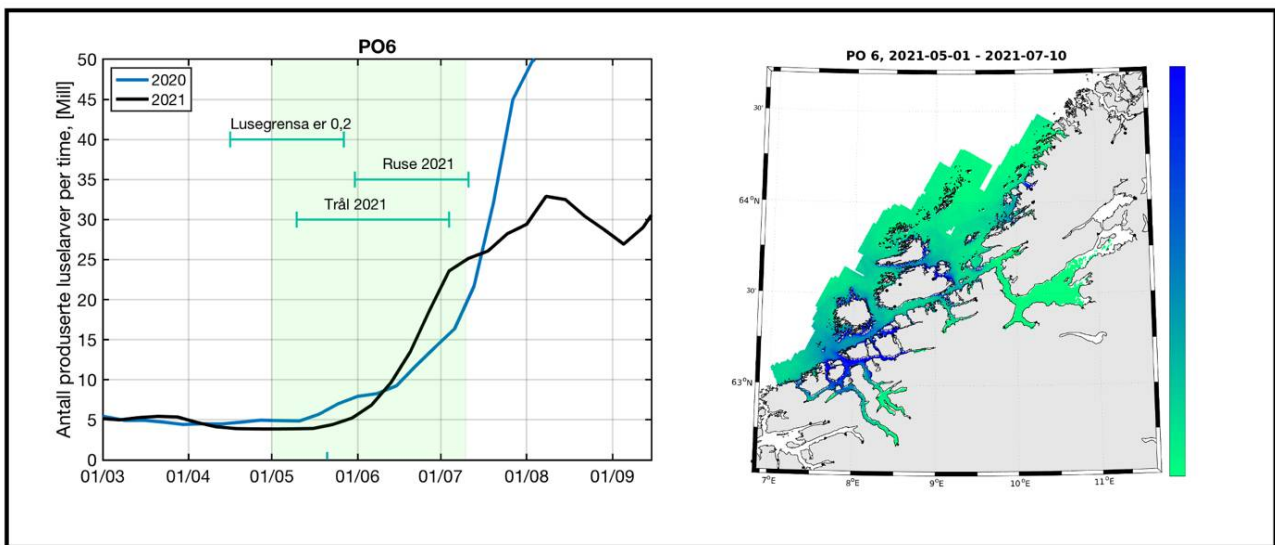 PO6
Antall produserte luselarver per time, [Mill]
50
45
40
35
30
25
20
15
10
5
0
2020
2021
Lusegrensa er 0,2
Ruse 2021
Trål 2021
01/03
01/04
01/05
01/06
01/07
01/08
01/09
PO 6, 2021-05-01 - 2021-07-10
30'
64°N
30'
63°N
7°E
8°E
9°E
10°E
11°E